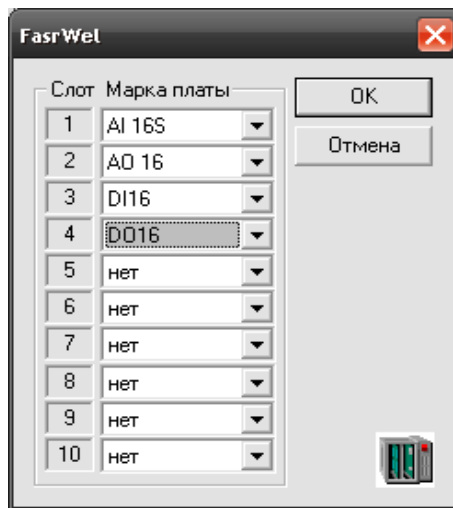 FasrWel
Слот Марка платы
1 AI 16S
2 AO 16
3 DI16
4 DO16
5 нет
6 нет
7 нет
8 нет
9 нет
10 нет
OK
Отмена